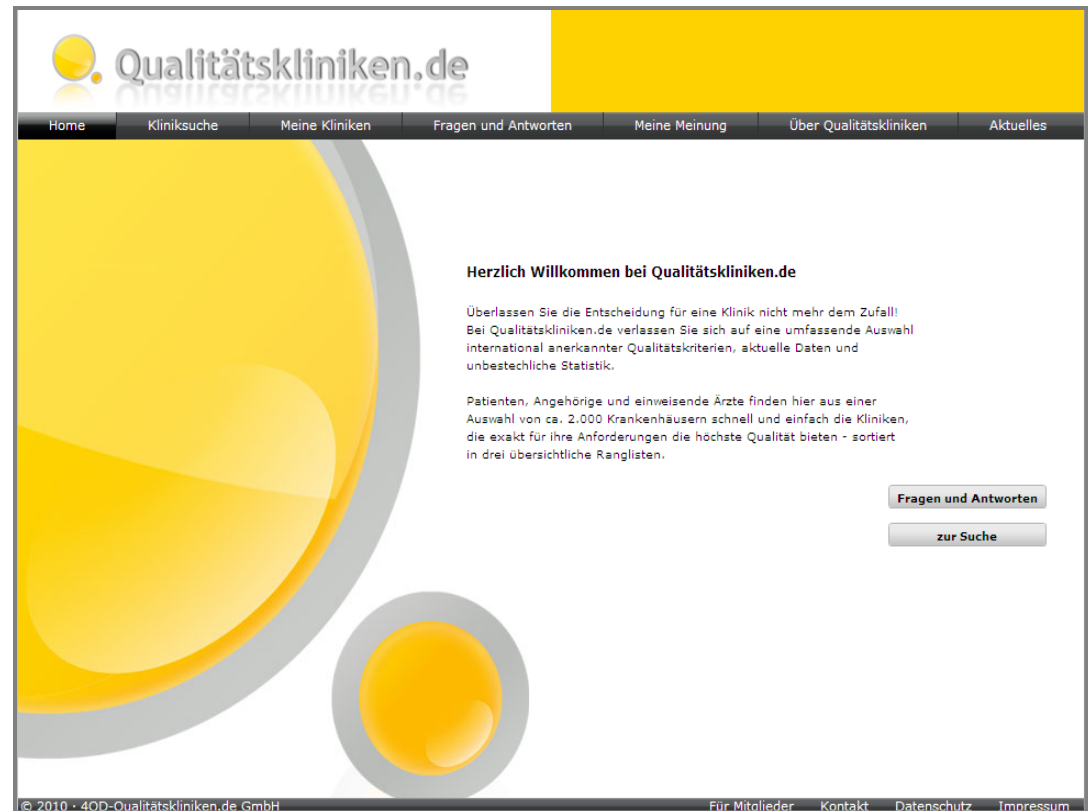 Qualitätskliniken.de
Home Kliniksuche Meine Kliniken Fragen und Antworten Meine Meinung Über Qualitätskliniken Aktuelles
Herzlich Willkommen bei Qualitätskliniken.de
Überlassen Sie die Entscheidung für eine Klinik nicht mehr dem Zufall!
Bei Qualitätskliniken.de verlassen Sie sich auf eine umfassende Auswahl
international anerkannter Qualitätskriterien, aktuelle Daten und
unbestechliche Statistik.
Patienten, Angehörige und einweisende Ärzte finden hier aus einer
Auswahl von ca. 2.000 Krankenhäusern schnell und einfach die Kliniken,
die exakt für ihre Anforderungen die höchste Qualität bieten - sortiert
in drei übersichtliche Ranglisten.
Fragen und Antworten
zur Suche
© 2010 · 4QD-Qualitätskliniken.de GmbH Für Mitglieder Kontakt Datenschutz Impressum